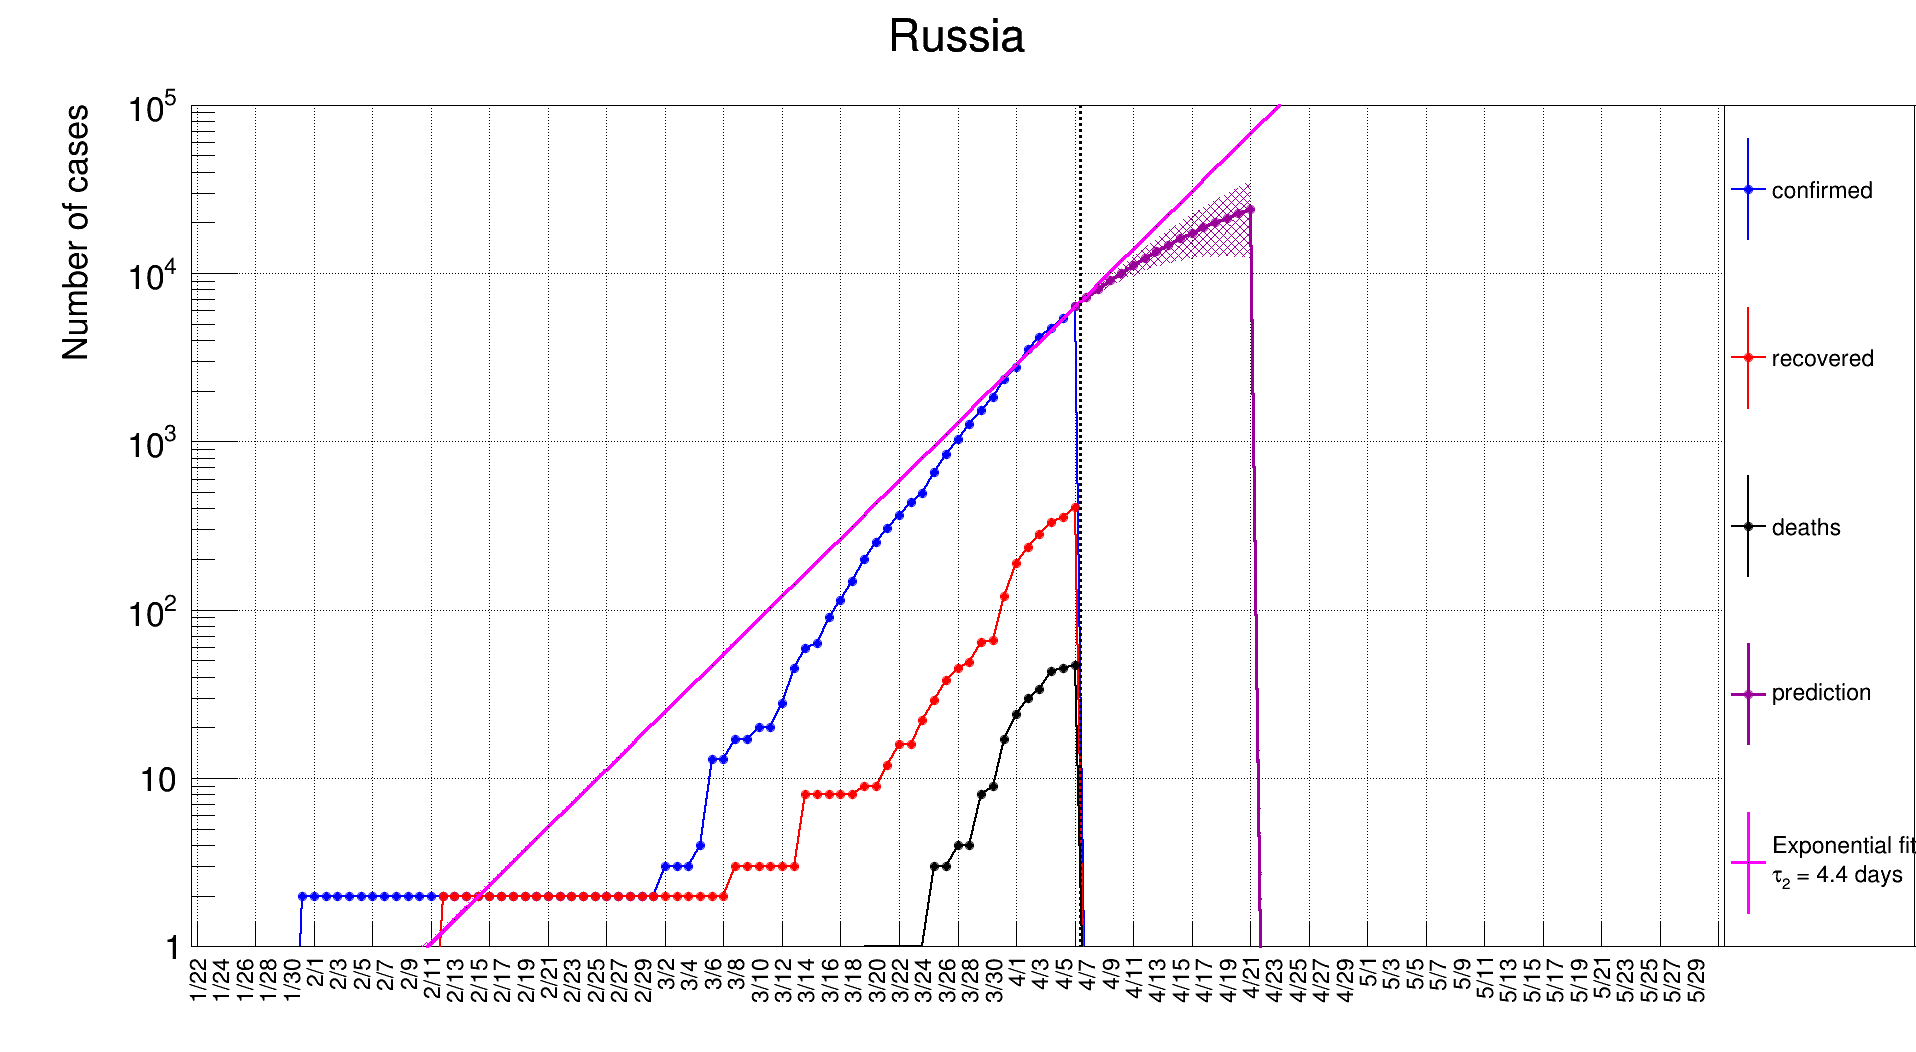 Russia
Number of cases
10^5
10^4
10^3
10^2
10
1
1/22 1/24 1/26 1/28 1/30 2/1 2/3 2/5 2/7 2/9 2/11 2/13 2/15 2/17 2/19 2/21 2/23 2/25 2/27 2/29 3/2 3/4 3/6 3/8 3/10 3/12 3/14 3/16 3/18 3/20 3/22 3/24 3/26 3/28 3/30 4/1 4/3 4/5 4/7 4/9 4/11 4/13 4/15 4/17 4/19 4/21 4/23 4/25 4/27 4/29 5/1 5/3 5/5 5/7 5/9 5/11 5/13 5/15 5/17 5/19 5/21 5/23 5/25 5/27 5/29
confirmed
recovered
deaths
prediction
Exponential fit
τ₂ = 4.4 days